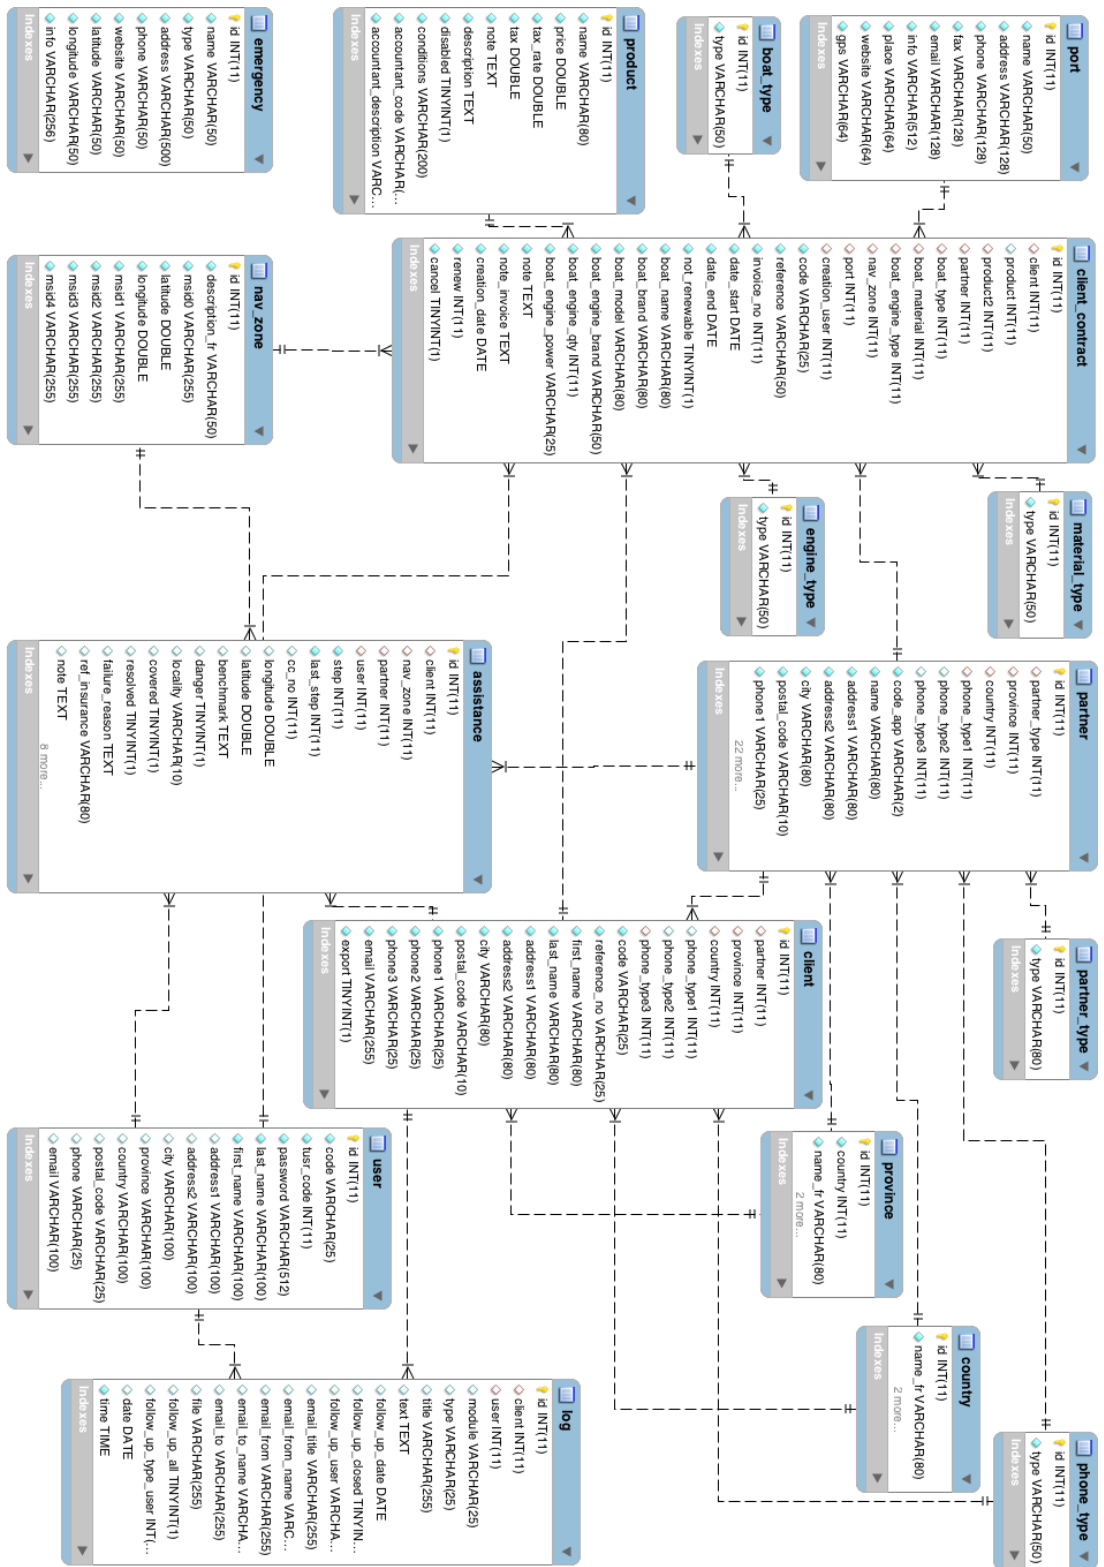 port
id INT(11)
name VARCHAR(50)
address VARCHAR(128)
phone VARCHAR(128)
fax VARCHAR(128)
email VARCHAR(128)
info VARCHAR(512)
place VARCHAR(64)
website VARCHAR(64)
gps VARCHAR(64)
Indexes
boat_type
id INT(11)
type VARCHAR(50)
Indexes
product
id INT(11)
name VARCHAR(80)
price DOUBLE
tax_rate DOUBLE
tax DOUBLE
note TEXT
description TEXT
disabled TINYINT(1)
conditions VARCHAR(200)
accountant_code VARCHAR(...
accountant_description VARC...
Indexes
emergency
id INT(11)
name VARCHAR(50)
type VARCHAR(50)
address VARCHAR(500)
phone VARCHAR(50)
website VARCHAR(50)
latitude VARCHAR(50)
longitude VARCHAR(50)
info VARCHAR(256)
Indexes
client_contract
id INT(11)
client INT(11)
product INT(11)
product2 INT(11)
partner INT(11)
boat_type INT(11)
boat_material INT(11)
boat_engine_type INT(11)
nav_zone INT(11)
port INT(11)
creation_user INT(11)
code VARCHAR(25)
reference VARCHAR(50)
invoice_no INT(11)
date_start DATE
date_end DATE
not_renewable TINYINT(1)
boat_name VARCHAR(80)
boat_brand VARCHAR(80)
boat_model VARCHAR(80)
boat_engine_brand VARCHAR(50)
boat_engine_qty INT(11)
boat_engine_power VARCHAR(25)
note TEXT
note_invoice TEXT
creation_date DATE
renew INT(11)
cancel TINYINT(1)
Indexes
nav_zone
id INT(11)
description_fr VARCHAR(50)
msid0 VARCHAR(255)
latitude DOUBLE
longitude DOUBLE
msid1 VARCHAR(255)
msid2 VARCHAR(255)
msid3 VARCHAR(255)
msid4 VARCHAR(255)
Indexes
material_type
id INT(11)
type VARCHAR(50)
Indexes
engine_type
id INT(11)
type VARCHAR(50)
Indexes
partner
id INT(11)
partner_type INT(11)
province INT(11)
country INT(11)
phone_type1 INT(11)
phone_type2 INT(11)
phone_type3 INT(11)
code_app VARCHAR(2)
name VARCHAR(80)
address1 VARCHAR(80)
address2 VARCHAR(80)
city VARCHAR(80)
postal_code VARCHAR(10)
phone1 VARCHAR(25)
22 more...
Indexes
assistance
id INT(11)
client INT(11)
nav_zone INT(11)
partner INT(11)
user INT(11)
step INT(11)
last_step INT(11)
cc_no INT(11)
longitude DOUBLE
latitude DOUBLE
benchmark TEXT
danger TINYINT(1)
locality VARCHAR(10)
covered TINYINT(1)
resolved TINYINT(1)
failure_reason TEXT
ref_insurance VARCHAR(80)
note TEXT
8 more...
Indexes
partner_type
id INT(11)
type VARCHAR(80)
Indexes
client
id INT(11)
partner INT(11)
province INT(11)
country INT(11)
phone_type1 INT(11)
phone_type2 INT(11)
phone_type3 INT(11)
code VARCHAR(25)
reference_no VARCHAR(25)
first_name VARCHAR(80)
last_name VARCHAR(80)
address1 VARCHAR(80)
address2 VARCHAR(80)
city VARCHAR(80)
postal_code VARCHAR(10)
phone1 VARCHAR(25)
phone2 VARCHAR(25)
phone3 VARCHAR(25)
email VARCHAR(255)
export TINYINT(1)
Indexes
province
id INT(11)
country INT(11)
name_fr VARCHAR(80)
2 more...
Indexes
user
id INT(11)
code VARCHAR(25)
tusr_code INT(11)
password VARCHAR(512)
last_name VARCHAR(100)
first_name VARCHAR(100)
address1 VARCHAR(100)
address2 VARCHAR(100)
city VARCHAR(100)
province VARCHAR(100)
country VARCHAR(100)
postal_code VARCHAR(25)
phone VARCHAR(25)
email VARCHAR(100)
Indexes
country
id INT(11)
name_fr VARCHAR(80)
2 more...
Indexes
phone_type
id INT(11)
type VARCHAR(50)
Indexes
log
id INT(11)
client INT(11)
user INT(11)
module VARCHAR(25)
type VARCHAR(25)
title VARCHAR(255)
text TEXT
follow_up_date DATE
follow_up_closed TINYIN...
follow_up_user VARCHA...
email_title VARCHAR(255)
email_from_name VARC...
email_from VARCHAR(255)
email_to_name VARCHA...
email_to VARCHAR(255)
file VARCHAR(255)
follow_up_all TINYINT(1)
follow_up_type_user INT(...
date DATE
time TIME
Indexes